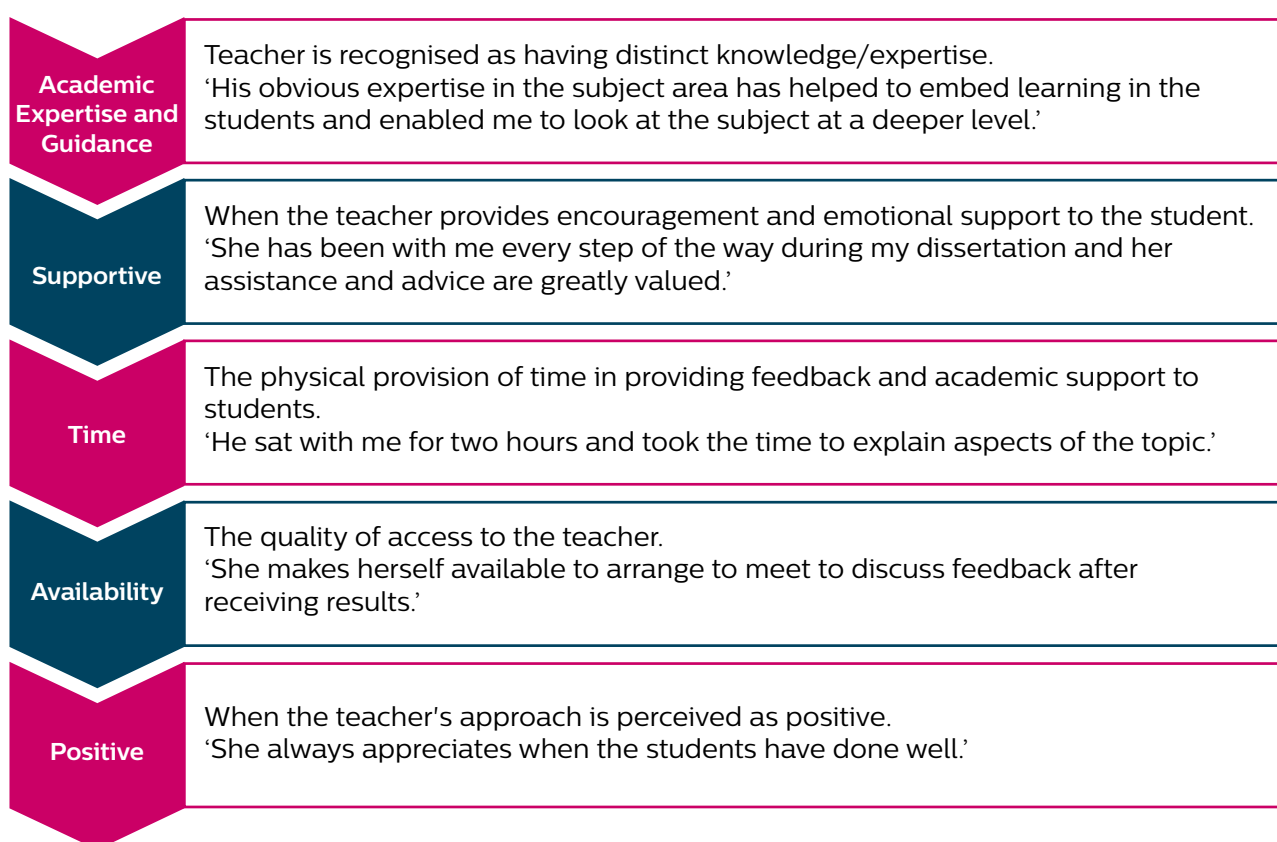 Academic
Expertise and
Guidance
Teacher is recognised as having distinct knowledge/expertise.
‘His obvious expertise in the subject area has helped to embed learning in the
students and enabled me to look at the subject at a deeper level.’
Supportive
When the teacher provides encouragement and emotional support to the student.
‘She has been with me every step of the way during my dissertation and her
assistance and advice are greatly valued.’
Time
The physical provision of time in providing feedback and academic support to
students.
‘He sat with me for two hours and took the time to explain aspects of the topic.’
Availability
The quality of access to the teacher.
‘She makes herself available to arrange to meet to discuss feedback after
receiving results.’
Positive
When the teacher's approach is perceived as positive.
‘She always appreciates when the students have done well.’